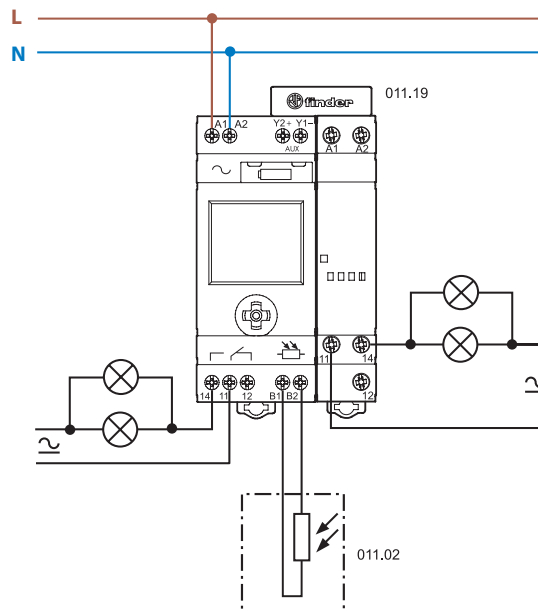 L
N
finder
011.19
A1 A2 Y2+ Y1-
AUX
A1 A2
11 14
12
14 11 12 B1 B2
011.02